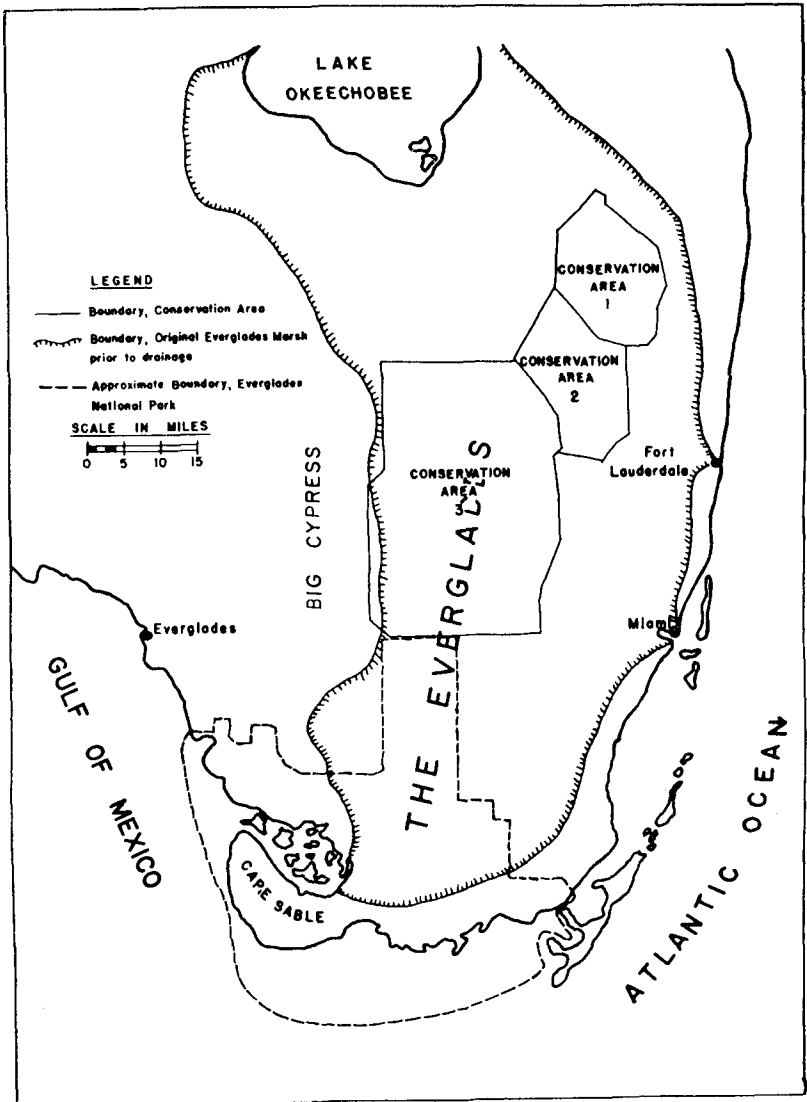 LAKE
OKEECHOBEE
CONSERVATION
AREA
1
LEGEND
Boundary, Conservation Area
Boundary, Original Everglades Marsh
prior to drainage
Approximate Boundary, Everglades
National Park
SCALE IN MILES
0 5 10 15
CONSERVATION
AREA
2
Fort
Lauderdale
CONSERVATION
AREA
3
BIG CYPRESS
THE EVERGLADES
Everglades
Miami
GULF OF MEXICO
CAPE SABLE
ATLANTIC OCEAN